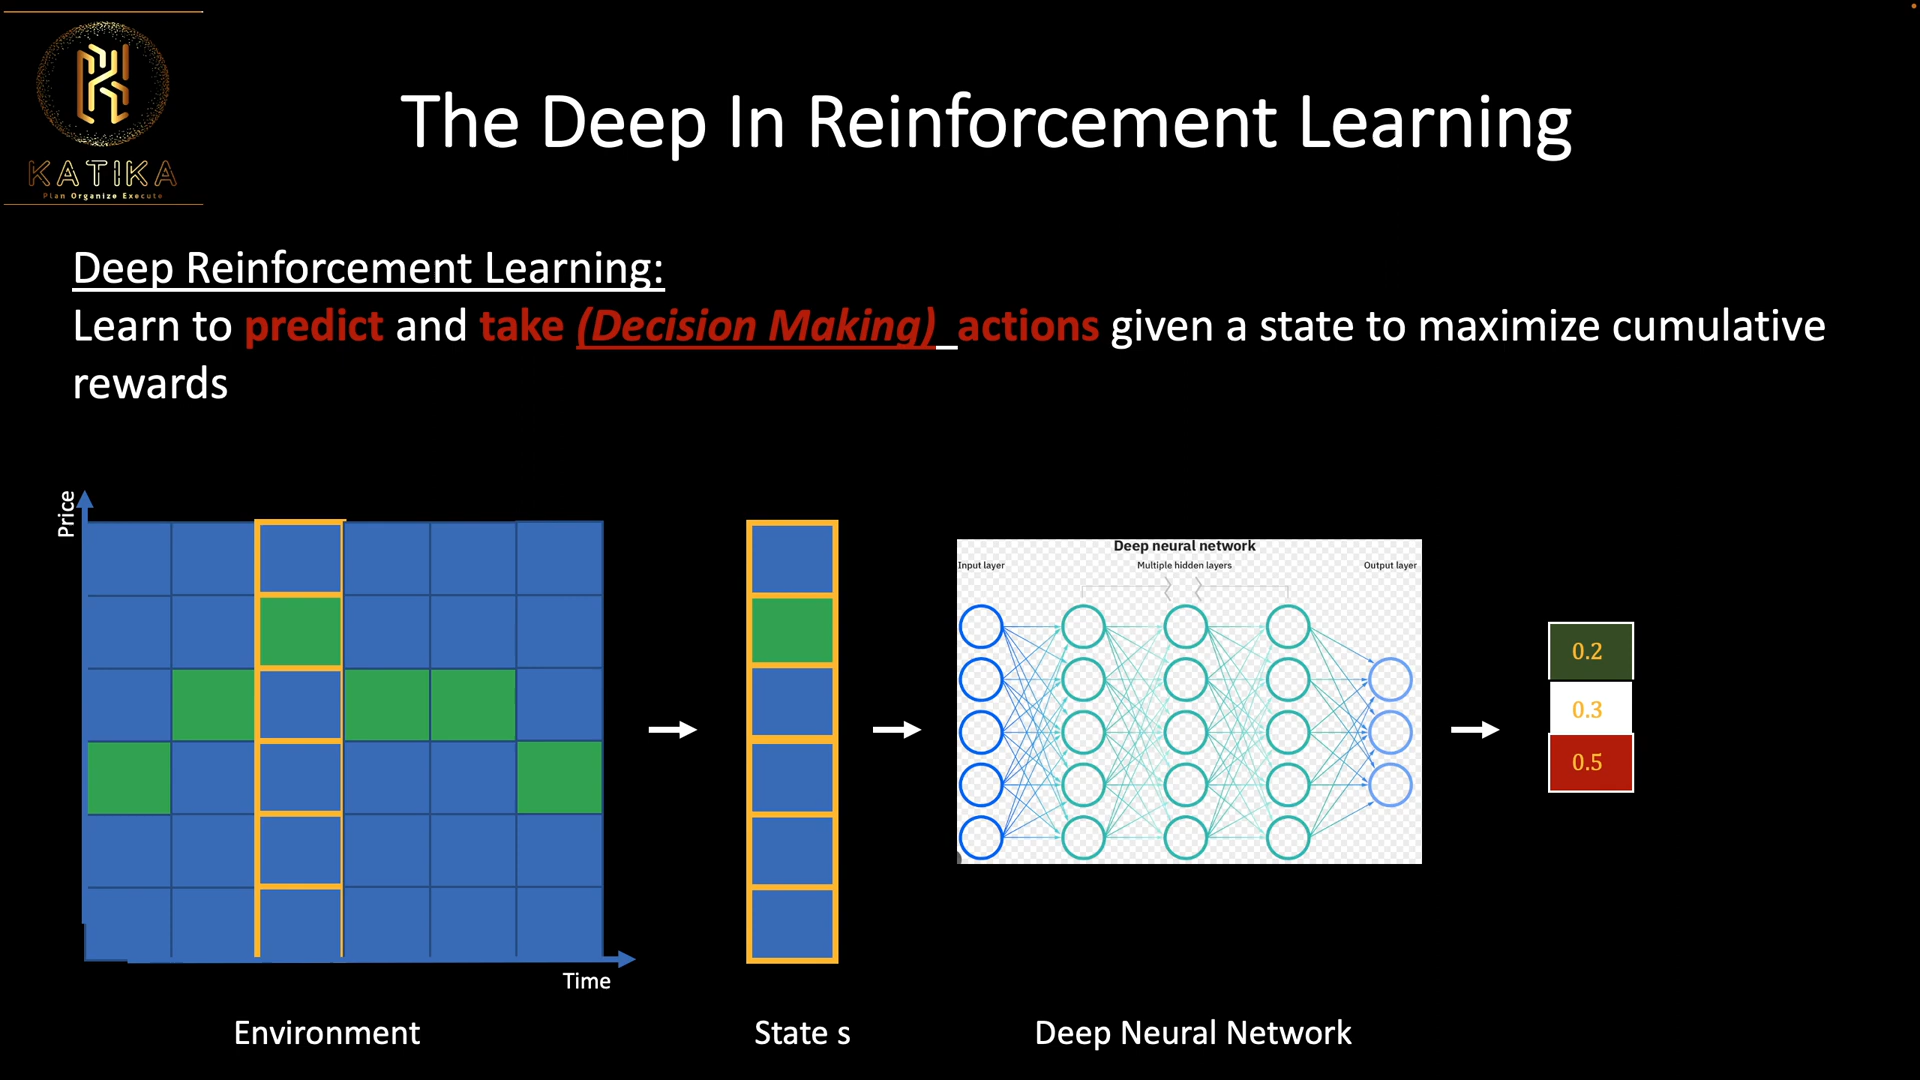 KATIKA
Plan Organize Execute
The Deep In Reinforcement Learning
Deep Reinforcement Learning:
Learn to predict and take (Decision Making) actions given a state to maximize cumulative
rewards
Price
Time
Environment
State s
Deep neural network
Input layer
Multiple hidden layers
Output layer
Deep Neural Network
0.2
0.3
0.5